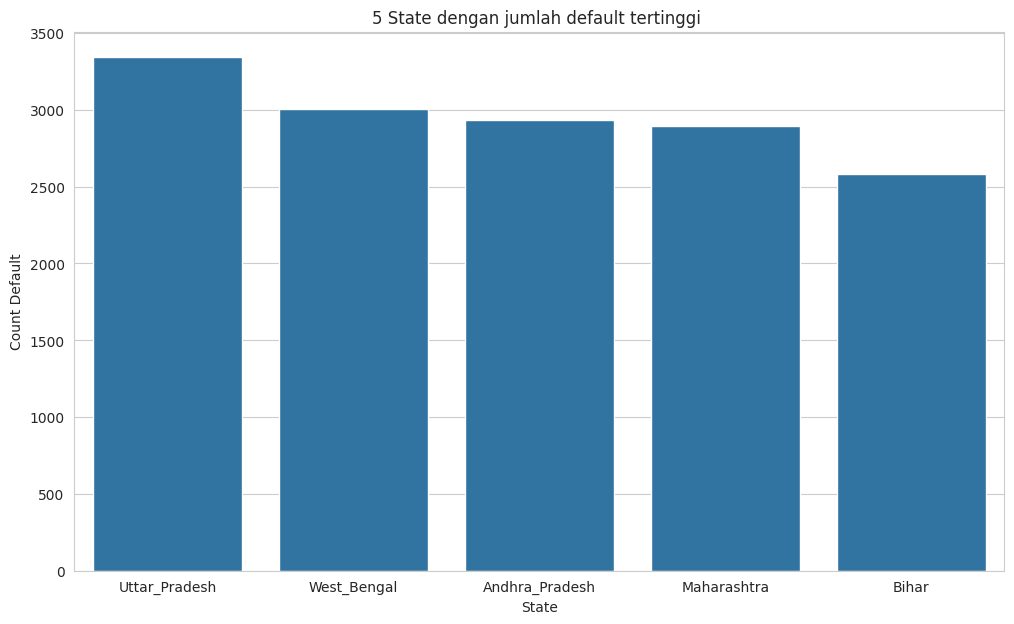 5 State dengan jumlah default tertinggi
Count Default
3500
3000
2500
2000
1500
1000
500
0
Uttar_Pradesh West_Bengal Andhra_Pradesh Maharashtra Bihar
State